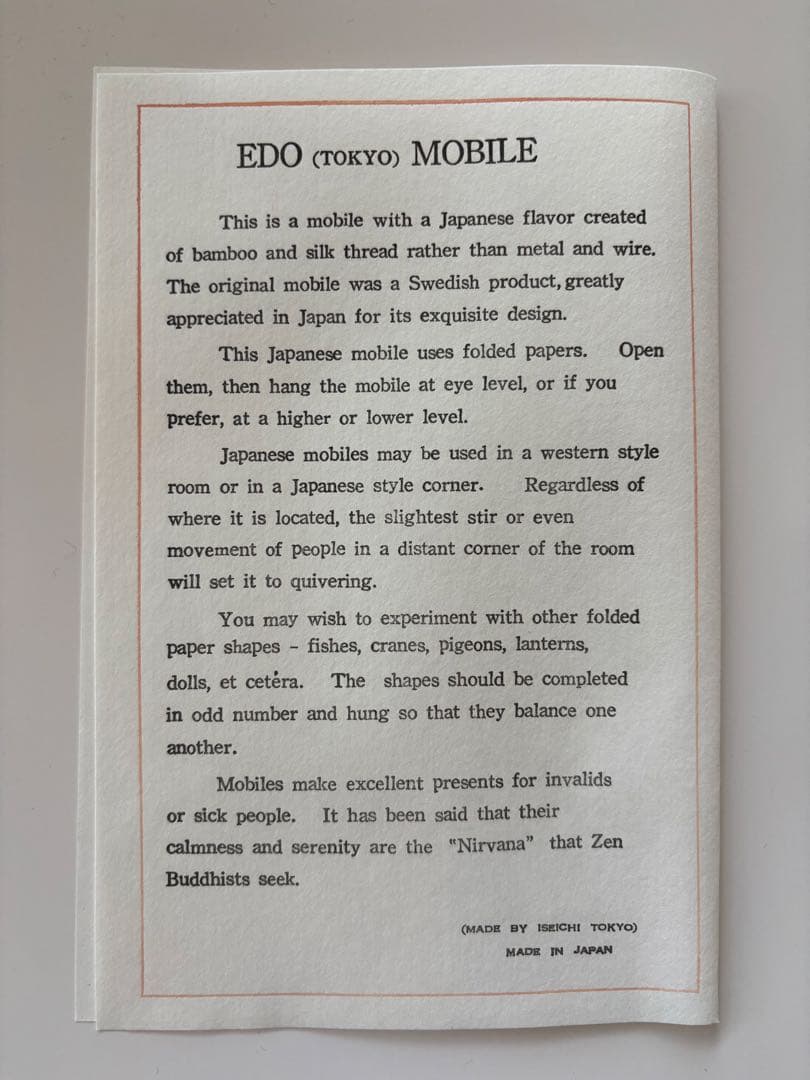 EDO (TOKYO) MOBILE
This is a mobile with a Japanese flavor created
of bamboo and silk thread rather than metal and wire.
The original mobile was a Swedish product, greatly
appreciated in Japan for its exquisite design.
This Japanese mobile uses folded papers. Open
them, then hang the mobile at eye level, or if you
prefer, at a higher or lower level.
Japanese mobiles may be used in a western style
room or in a Japanese style corner. Regardless of
where it is located, the slightest stir or even
movement of people in a distant corner of the room
will set it to quivering.
You may wish to experiment with other folded
paper shapes - fishes, cranes, pigeons, lanterns,
dolls, et cetéra. The shapes should be completed
in odd number and hung so that they balance one
another.
Mobiles make excellent presents for invalids
or sick people. It has been said that their
calmness and serenity are the "Nirvana" that Zen
Buddhists seek.
(MADE BY ISEICHI TOKYO)
MADE IN JAPAN